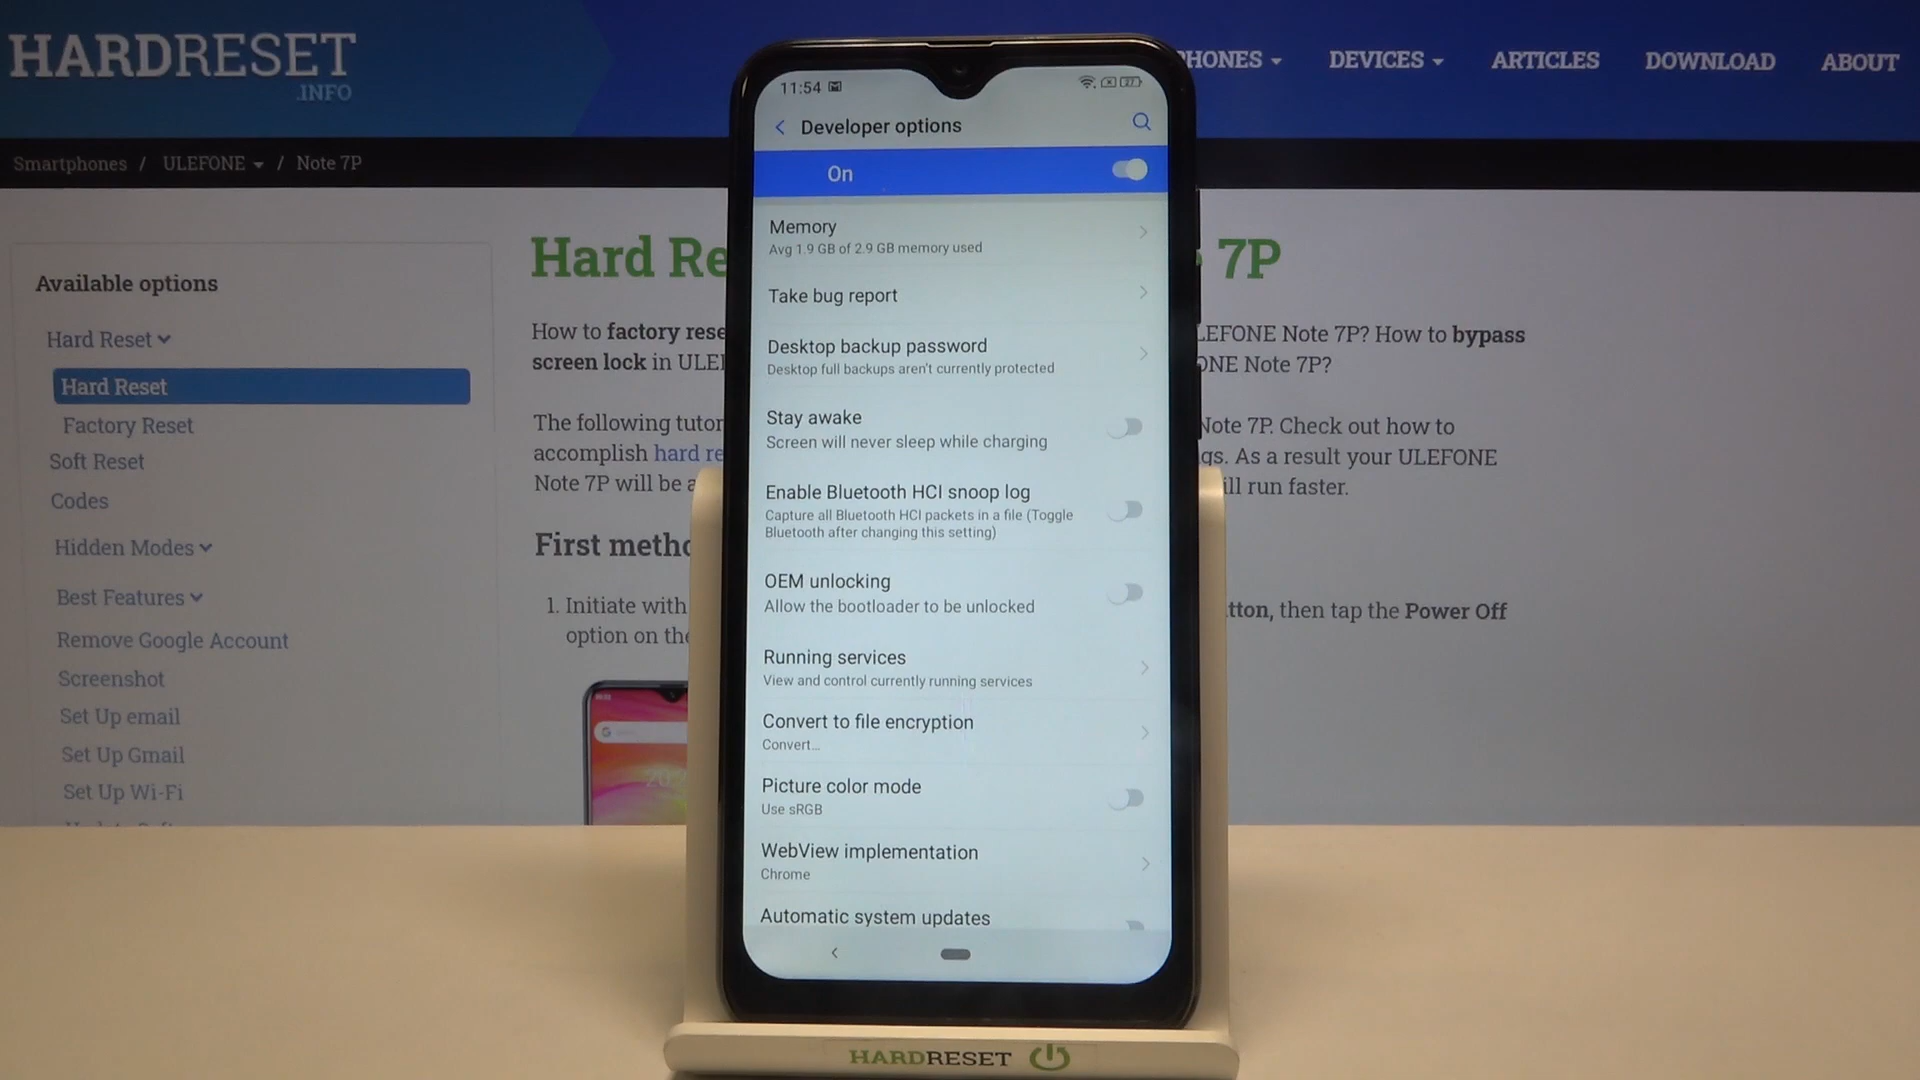 HARDRESET
.INFO
HONES
DEVICES
ARTICLES
DOWNLOAD
ABOUT
Smartphones / ULEFONE / Note 7P
Available options
Hard Reset
Hard Reset
Factory Reset
Soft Reset
Codes
Hidden Modes
Best Features
Remove Google Account
Screenshot
Set Up email
Set Up Gmail
Set Up Wi-Fi
Hard Re
7P
How to factory rese
LEFONE Note 7P? How to bypass
screen lock in ULE
ONE Note 7P?
The following tutor
Note 7P. Check out how to
accomplish hard re
gs. As a result your ULEFONE
Note 7P will be a
ill run faster.
First metho
1. Initiate with
tton, then tap the Power Off
option on the
11:54
27
Developer options
On
Memory
Avg 1.9 GB of 2.9 GB memory used
Take bug report
Desktop backup password
Desktop full backups aren't currently protected
Stay awake
Screen will never sleep while charging
Enable Bluetooth HCI snoop log
Capture all Bluetooth HCI packets in a file (Toggle
Bluetooth after changing this setting)
OEM unlocking
Allow the bootloader to be unlocked
Running services
View and control currently running services
Convert to file encryption
Convert...
Picture color mode
Use sRGB
WebView implementation
Chrome
Automatic system updates
HARDRESET